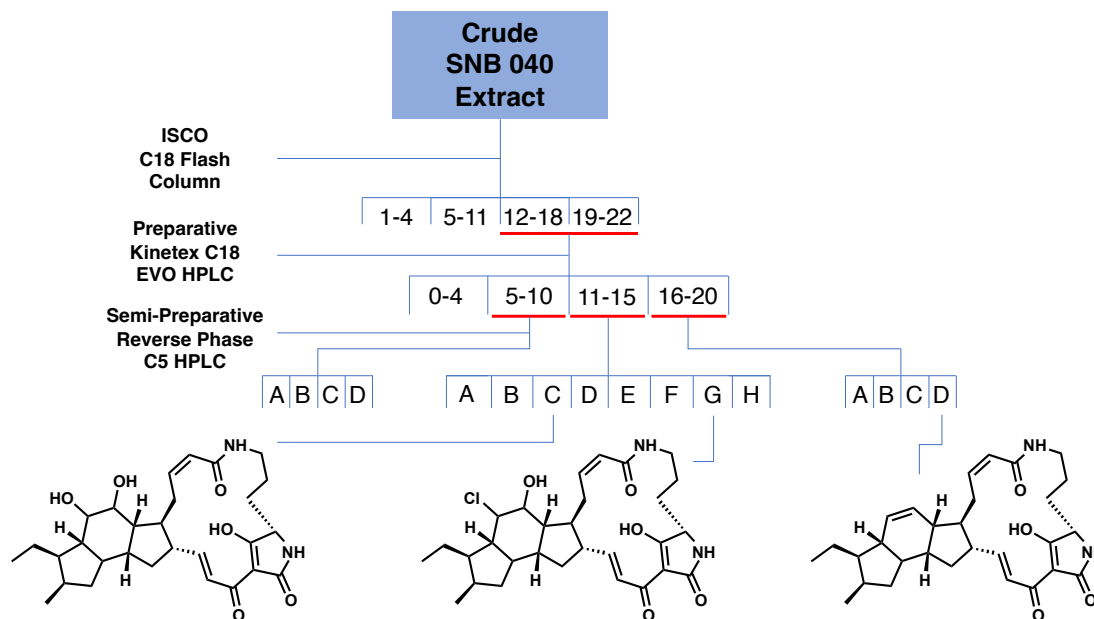 Crude
SNB 040
Extract
ISCO
C18 Flash
Column
1-4 5-11 12-18 19-22
Preparative
Kinetex C18
EVO HPLC
0-4 5-10 11-15 16-20
Semi-Preparative
Reverse Phase
C5 HPLC
A B C D A B C D E F G H A B C D
NH NH NH
O O O
OH OH
HO Cl
H H H
HO HO HO
H H H
NH NH N
H H H
O O O
O O O